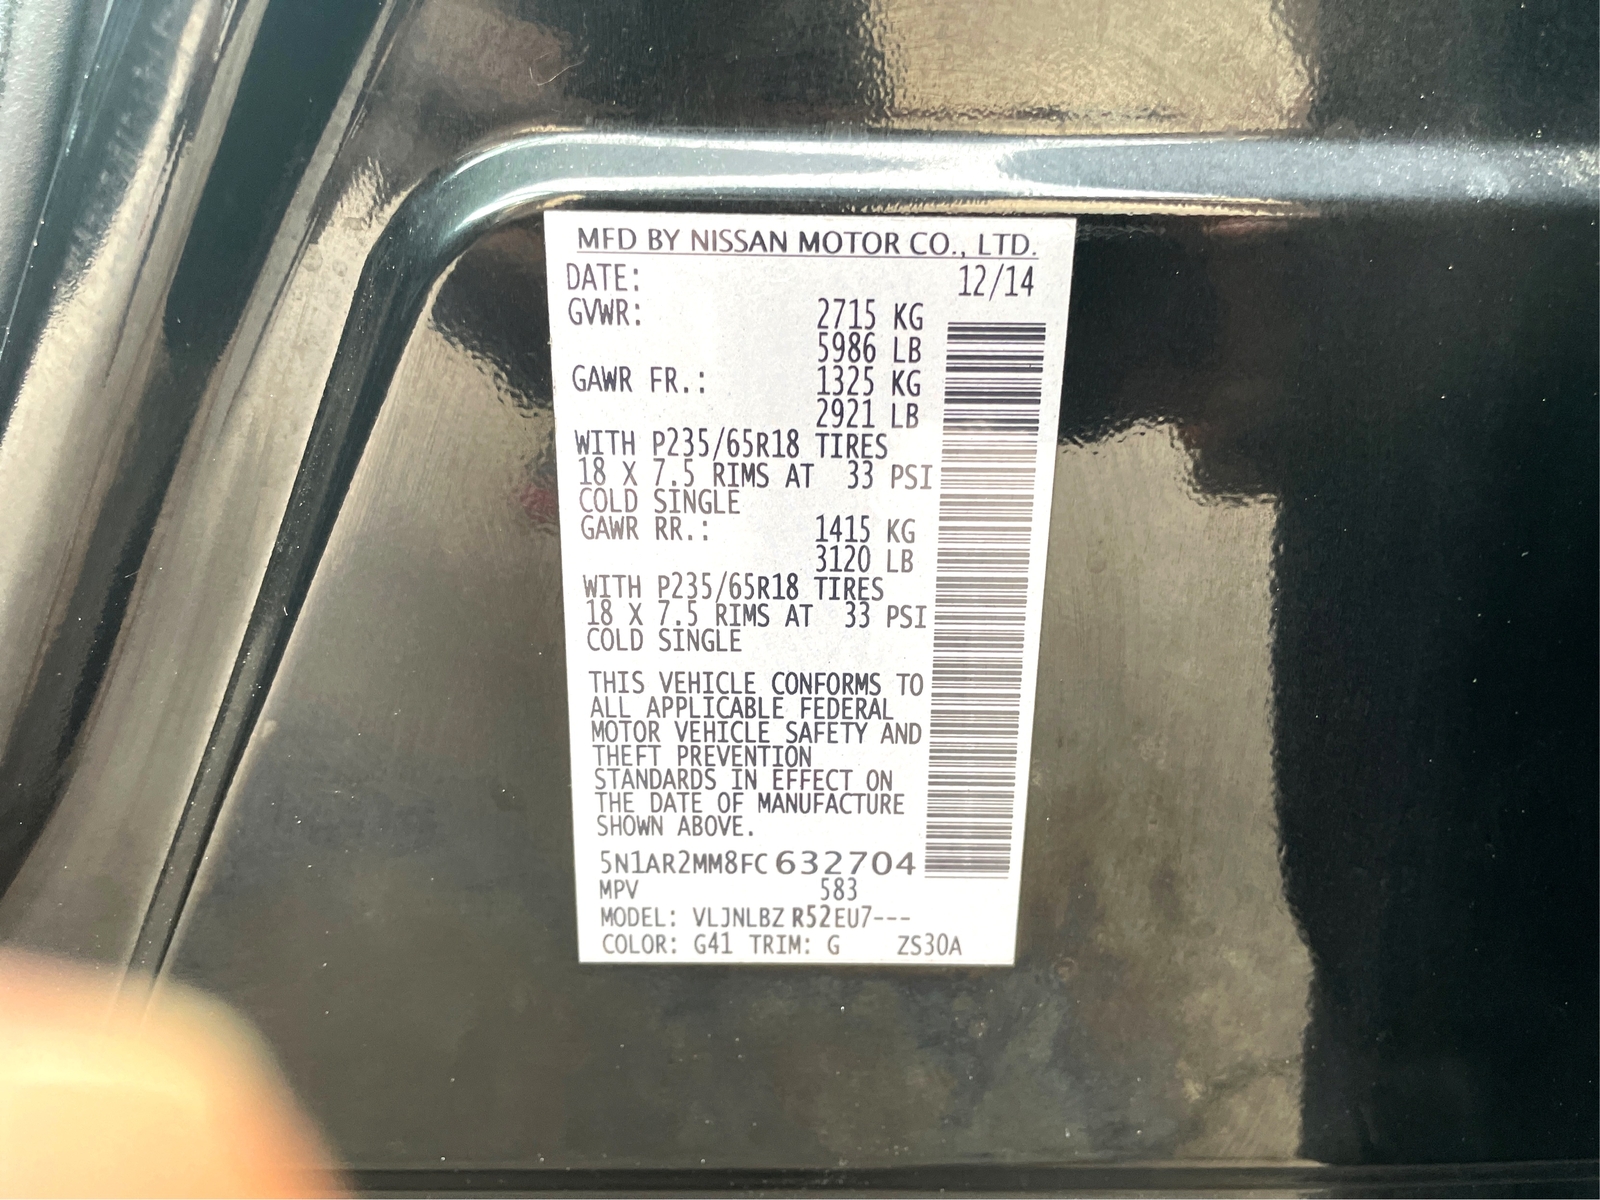 MFD BY NISSAN MOTOR CO., LTD.
DATE: 12/14
GVWR: 2715 KG
5986 LB
GAWR FR.: 1325 KG
2921 LB
WITH P235/65R18 TIRES
18 X 7.5 RIMS AT 33 PSI
COLD SINGLE
GAWR RR.: 1415 KG
3120 LB
WITH P235/65R18 TIRES
18 X 7.5 RIMS AT 33 PSI
COLD SINGLE
THIS VEHICLE CONFORMS TO
ALL APPLICABLE FEDERAL
MOTOR VEHICLE SAFETY AND
THEFT PREVENTION
STANDARDS IN EFFECT ON
THE DATE OF MANUFACTURE
SHOWN ABOVE.
5N1AR2MM8FC632704
MPV 583
MODEL: VLJNLBZ R52EU7---
COLOR: G41 TRIM: G ZS30A